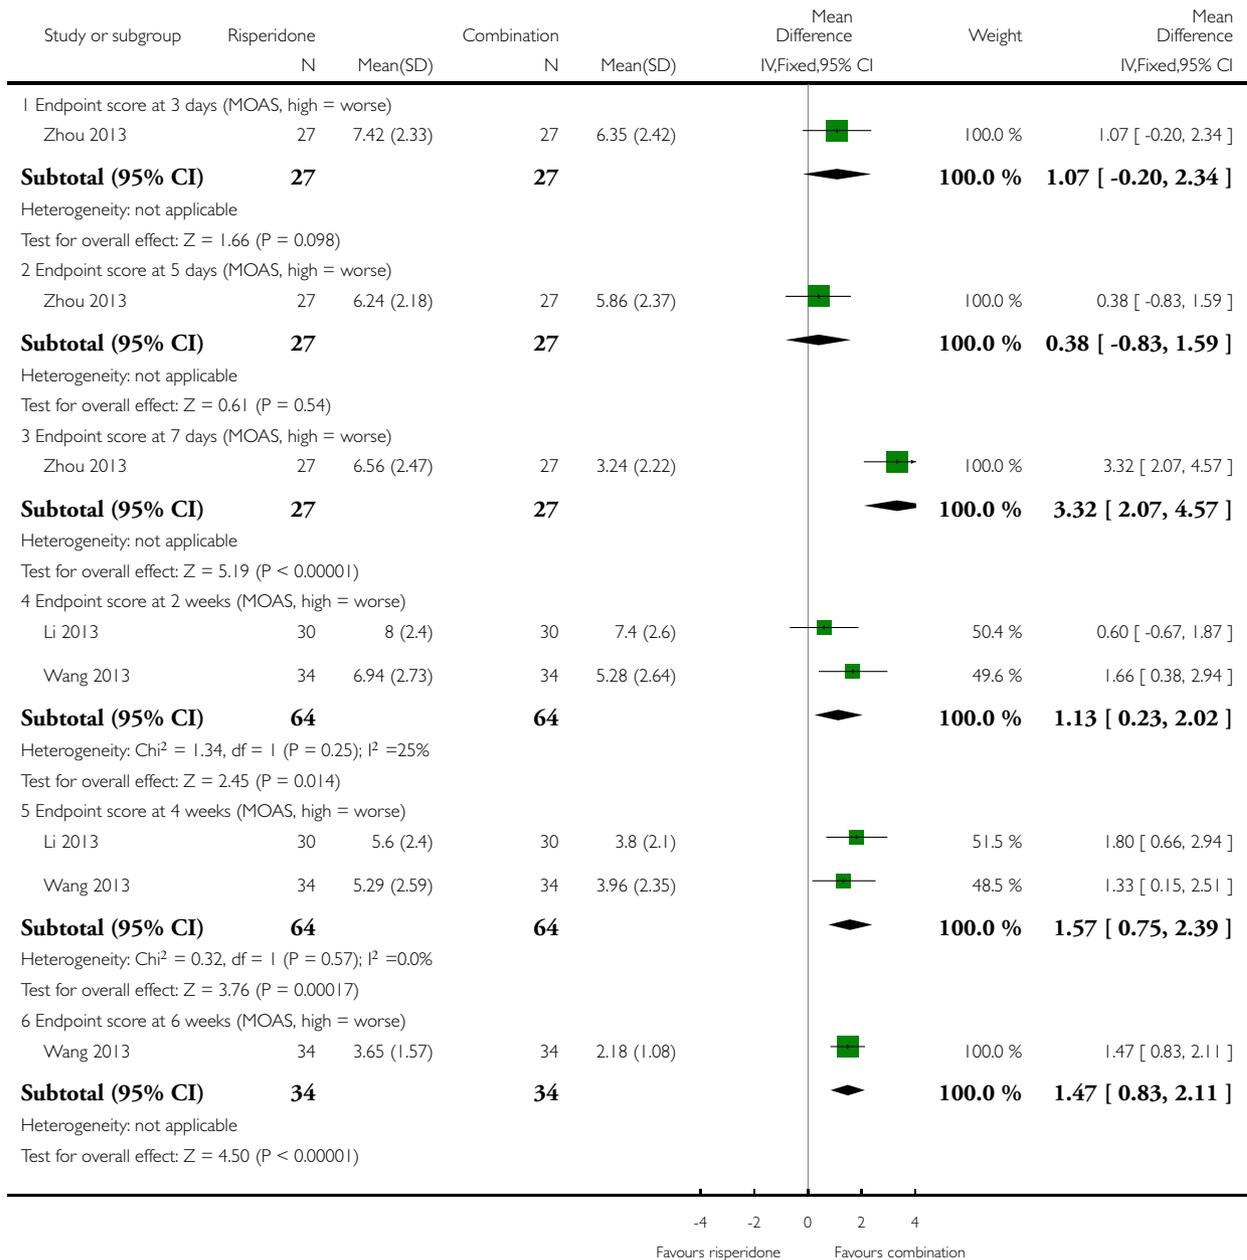 Mean Mean
Study or subgroup Risperidone Combination Difference Weight Difference
N Mean(SD) N Mean(SD) IV,Fixed,95% CI IV,Fixed,95% CI
1 Endpoint score at 3 days (MOAS, high = worse)
Zhou 2013 27 7.42 (2.33) 27 6.35 (2.42) 100.0 % 1.07 [ -0.20, 2.34 ]
Subtotal (95% CI) 27 27 100.0 % 1.07 [ -0.20, 2.34 ]
Heterogeneity: not applicable
Test for overall effect: Z = 1.66 (P = 0.098)
2 Endpoint score at 5 days (MOAS, high = worse)
Zhou 2013 27 6.24 (2.18) 27 5.86 (2.37) 100.0 % 0.38 [ -0.83, 1.59 ]
Subtotal (95% CI) 27 27 100.0 % 0.38 [ -0.83, 1.59 ]
Heterogeneity: not applicable
Test for overall effect: Z = 0.61 (P = 0.54)
3 Endpoint score at 7 days (MOAS, high = worse)
Zhou 2013 27 6.56 (2.47) 27 3.24 (2.22) 100.0 % 3.32 [ 2.07, 4.57 ]
Subtotal (95% CI) 27 27 100.0 % 3.32 [ 2.07, 4.57 ]
Heterogeneity: not applicable
Test for overall effect: Z = 5.19 (P < 0.00001)
4 Endpoint score at 2 weeks (MOAS, high = worse)
Li 2013 30 8 (2.4) 30 7.4 (2.6) 50.4 % 0.60 [ -0.67, 1.87 ]
Wang 2013 34 6.94 (2.73) 34 5.28 (2.64) 49.6 % 1.66 [ 0.38, 2.94 ]
Subtotal (95% CI) 64 64 100.0 % 1.13 [ 0.23, 2.02 ]
Heterogeneity: Chi² = 1.34, df = 1 (P = 0.25); I² =25%
Test for overall effect: Z = 2.45 (P = 0.014)
5 Endpoint score at 4 weeks (MOAS, high = worse)
Li 2013 30 5.6 (2.4) 30 3.8 (2.1) 51.5 % 1.80 [ 0.66, 2.94 ]
Wang 2013 34 5.29 (2.59) 34 3.96 (2.35) 48.5 % 1.33 [ 0.15, 2.51 ]
Subtotal (95% CI) 64 64 100.0 % 1.57 [ 0.75, 2.39 ]
Heterogeneity: Chi² = 0.32, df = 1 (P = 0.57); I² =0.0%
Test for overall effect: Z = 3.76 (P = 0.00017)
6 Endpoint score at 6 weeks (MOAS, high = worse)
Wang 2013 34 3.65 (1.57) 34 2.18 (1.08) 100.0 % 1.47 [ 0.83, 2.11 ]
Subtotal (95% CI) 34 34 100.0 % 1.47 [ 0.83, 2.11 ]
Heterogeneity: not applicable
Test for overall effect: Z = 4.50 (P < 0.00001)
-4 -2 0 2 4
Favours risperidone Favours combination